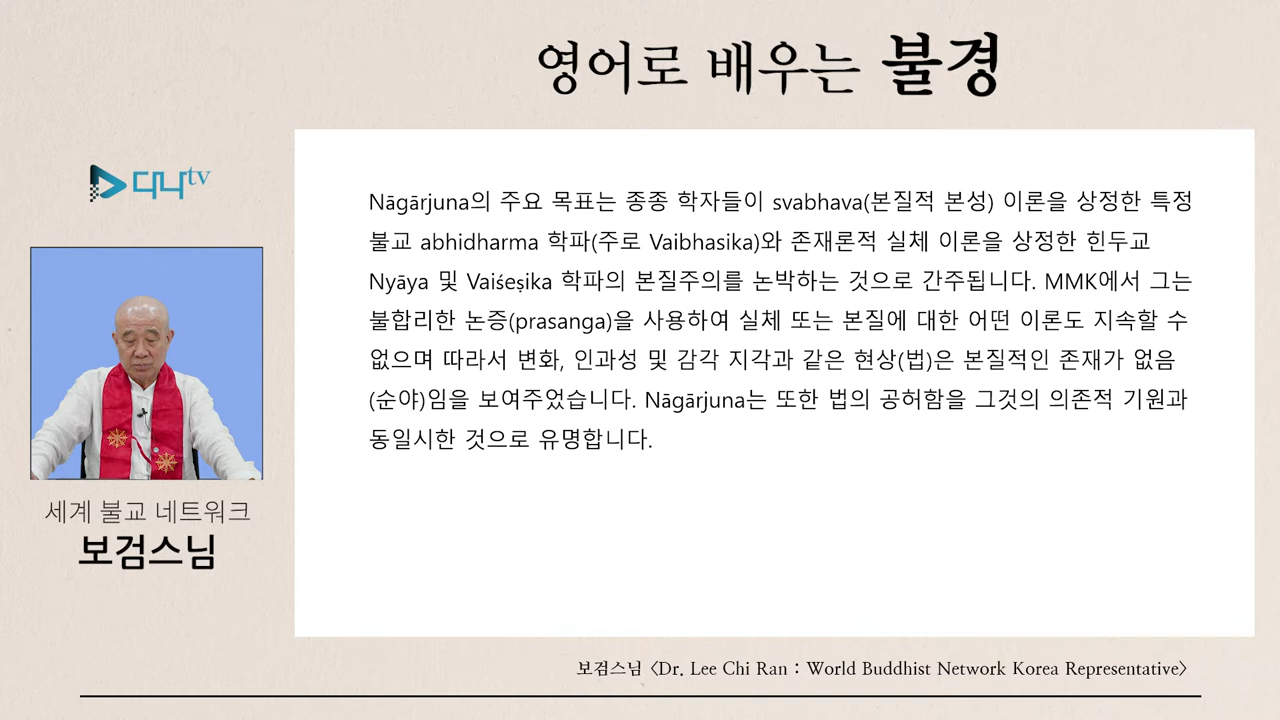 영어로 배우는 불경
디나tv
Nāgārjuna의 주요 목표는 종종 학자들이 svabhava(본질적 본성) 이론을 상정한 특정
불교 abhidharma 학파(주로 Vaibhasika)와 존재론적 실체 이론을 상정한 힌두교
Nyāya 및 Vaiśeṣika 학파의 본질주의를 논박하는 것으로 간주됩니다. MMK에서 그는
불합리한 논증(prasanga)을 사용하여 실체 또는 본질에 대한 어떤 이론도 지속할 수
없으며 따라서 변화, 인과성 및 감각 지각과 같은 현상(법)은 본질적인 존재가 없음
(순야)임을 보여주었습니다. Nāgārjuna는 또한 법의 공허함을 그것의 의존적 기원과
동일시한 것으로 유명합니다.
세계 불교 네트워크
보검스님
보검스님 <Dr. Lee Chi Ran : World Buddhist Network Korea Representative>